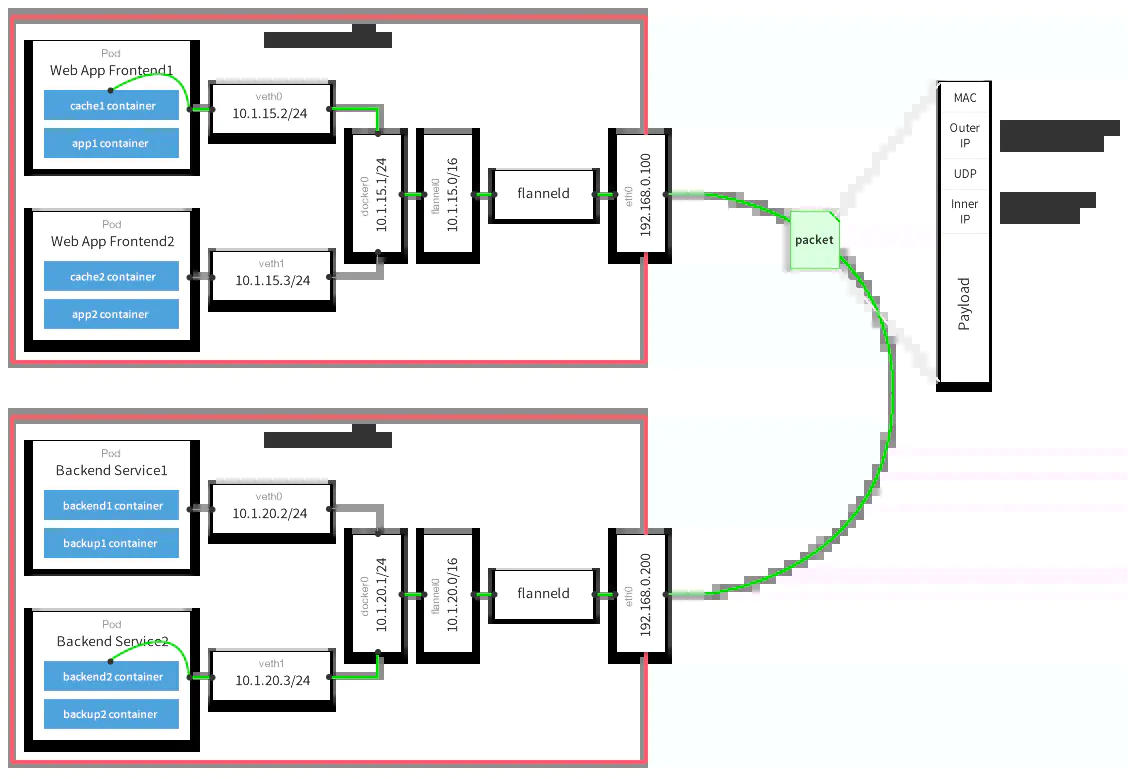 Pod
Web App Frontend1
cache1 container
app1 container
veth0
10.1.15.2/24
docker0
10.1.15.1/24
flannel0
10.1.15.0/16
flanneld
eth0
192.168.0.100
Pod
Web App Frontend2
cache2 container
app2 container
veth1
10.1.15.3/24
packet
MAC
Outer
IP
UDP
Inner
IP
Payload
Pod
Backend Service1
backend1 container
backup1 container
veth0
10.1.20.2/24
docker0
10.1.20.1/24
flannel0
10.1.20.0/16
flanneld
eth0
192.168.0.200
Pod
Backend Service2
backend2 container
backup2 container
veth1
10.1.20.3/24